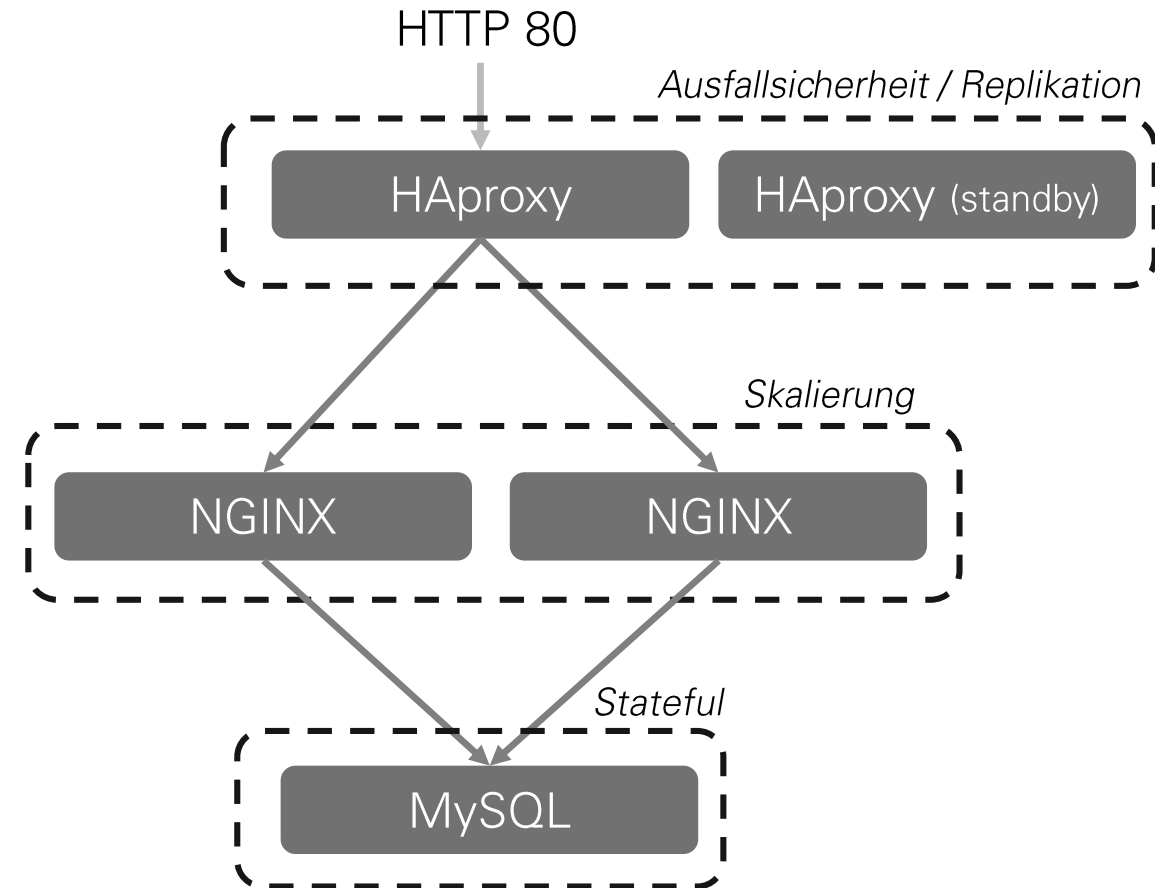 HTTP 80
Ausfallsicherheit / Replikation
HAproxy
HAproxy (standby)
Skalierung
NGINX
NGINX
Stateful
MySQL